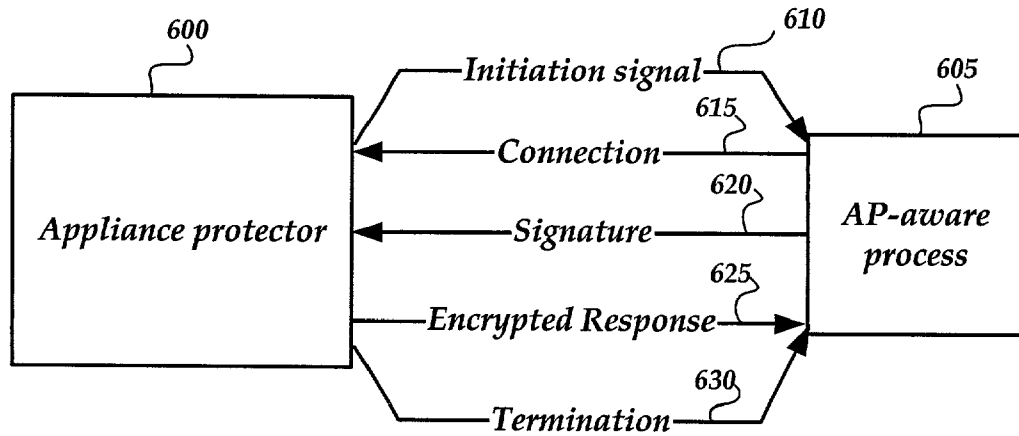 600
610
Initiation signal
605
615
Connection
620
Appliance protector
Signature
AP-aware
process
625
Encrypted Response
630
Termination